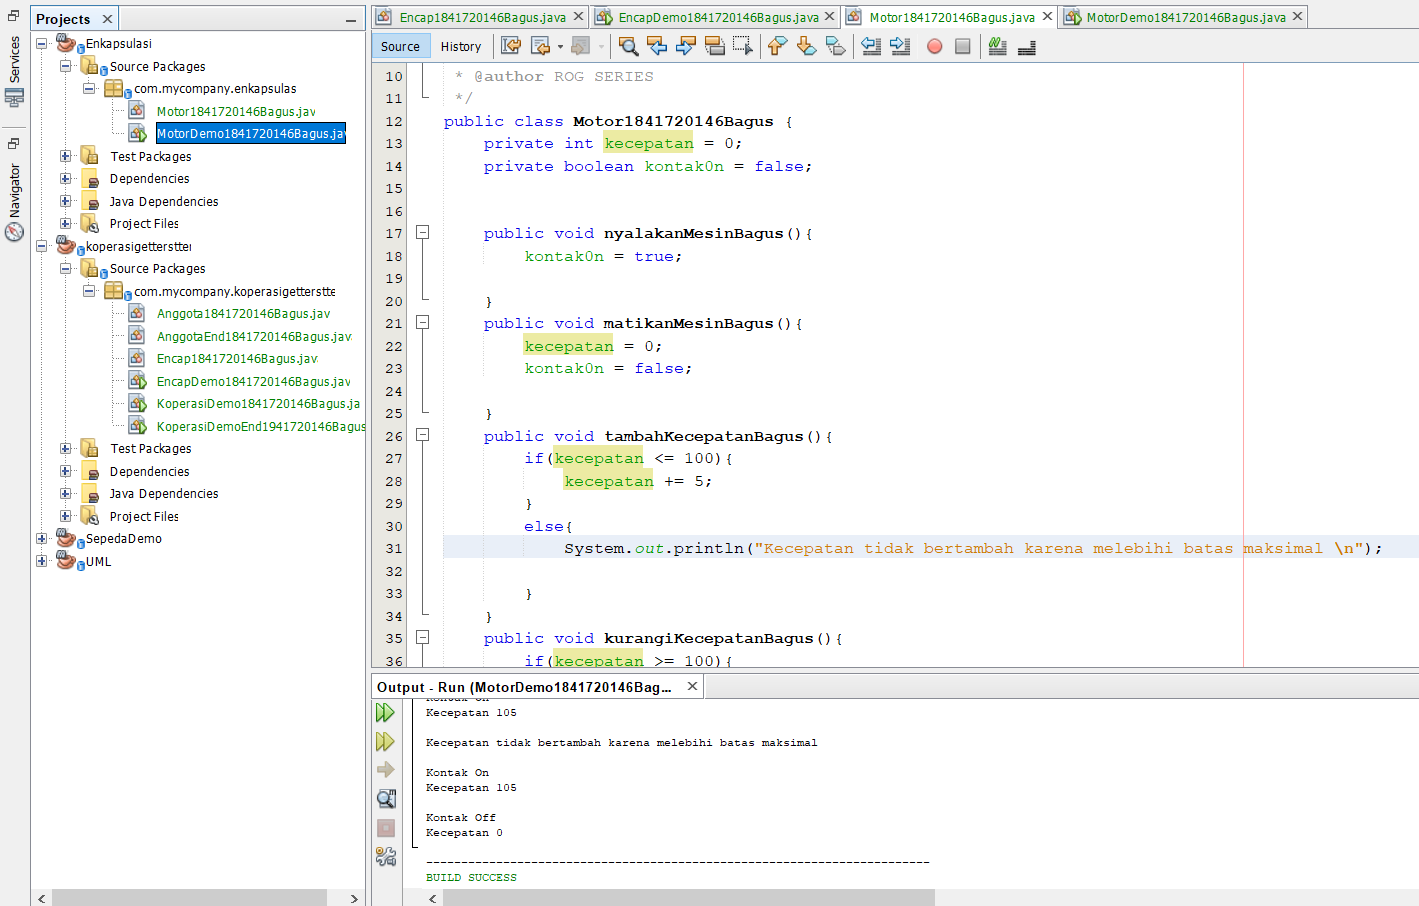 Services
Navigator
Projects
Enkapsulasi
Source Packages
com.mycompany.enkapsulas
Motor1841720146Bagus.jav
MotorDemo1841720146Bagus.jav
Test Packages
Dependencies
Java Dependencies
Project Files
koperasigetterstter
Source Packages
com.mycompany.koperasigetterstte
Anggota1841720146Bagus.jav
AnggotaEnd1841720146Bagus.jav
Encap1841720146Bagus.jav
EncapDemo1841720146Bagus.jav
KoperasiDemo1841720146Bagus.ja
KoperasiDemoEnd1941720146Bagus
Test Packages
Dependencies
Java Dependencies
Project Files
SepedaDemo
UML
Encap1841720146Bagus.java
EncapDemo1841720146Bagus.java
Motor1841720146Bagus.java
MotorDemo1841720146Bagus.java
Source History
10 * @author ROG SERIES
11 */
12 public class Motor1841720146Bagus {
13 private int kecepatan = 0;
14 private boolean kontak0n = false;
15
16
17 public void nyalakanMesinBagus(){
18 kontak0n = true;
19
20 }
21 public void matikanMesinBagus(){
22 kecepatan = 0;
23 kontak0n = false;
24
25 }
26 public void tambahKecepatanBagus(){
27 if(kecepatan <= 100){
28 kecepatan += 5;
29 }
30 else{
31 System.out.println("Kecepatan tidak bertambah karena melebihi batas maksimal \n");
32
33 }
34 }
35 public void kurangiKecepatanBagus(){
36 if(kecepatan >= 100){
Output - Run (MotorDemo1841720146Bag...
Kontak On
Kecepatan 105
Kecepatan tidak bertambah karena melebihi batas maksimal
Kontak On
Kecepatan 105
Kontak Off
Kecepatan 0
------------------------------------------------------------------------
BUILD SUCCESS